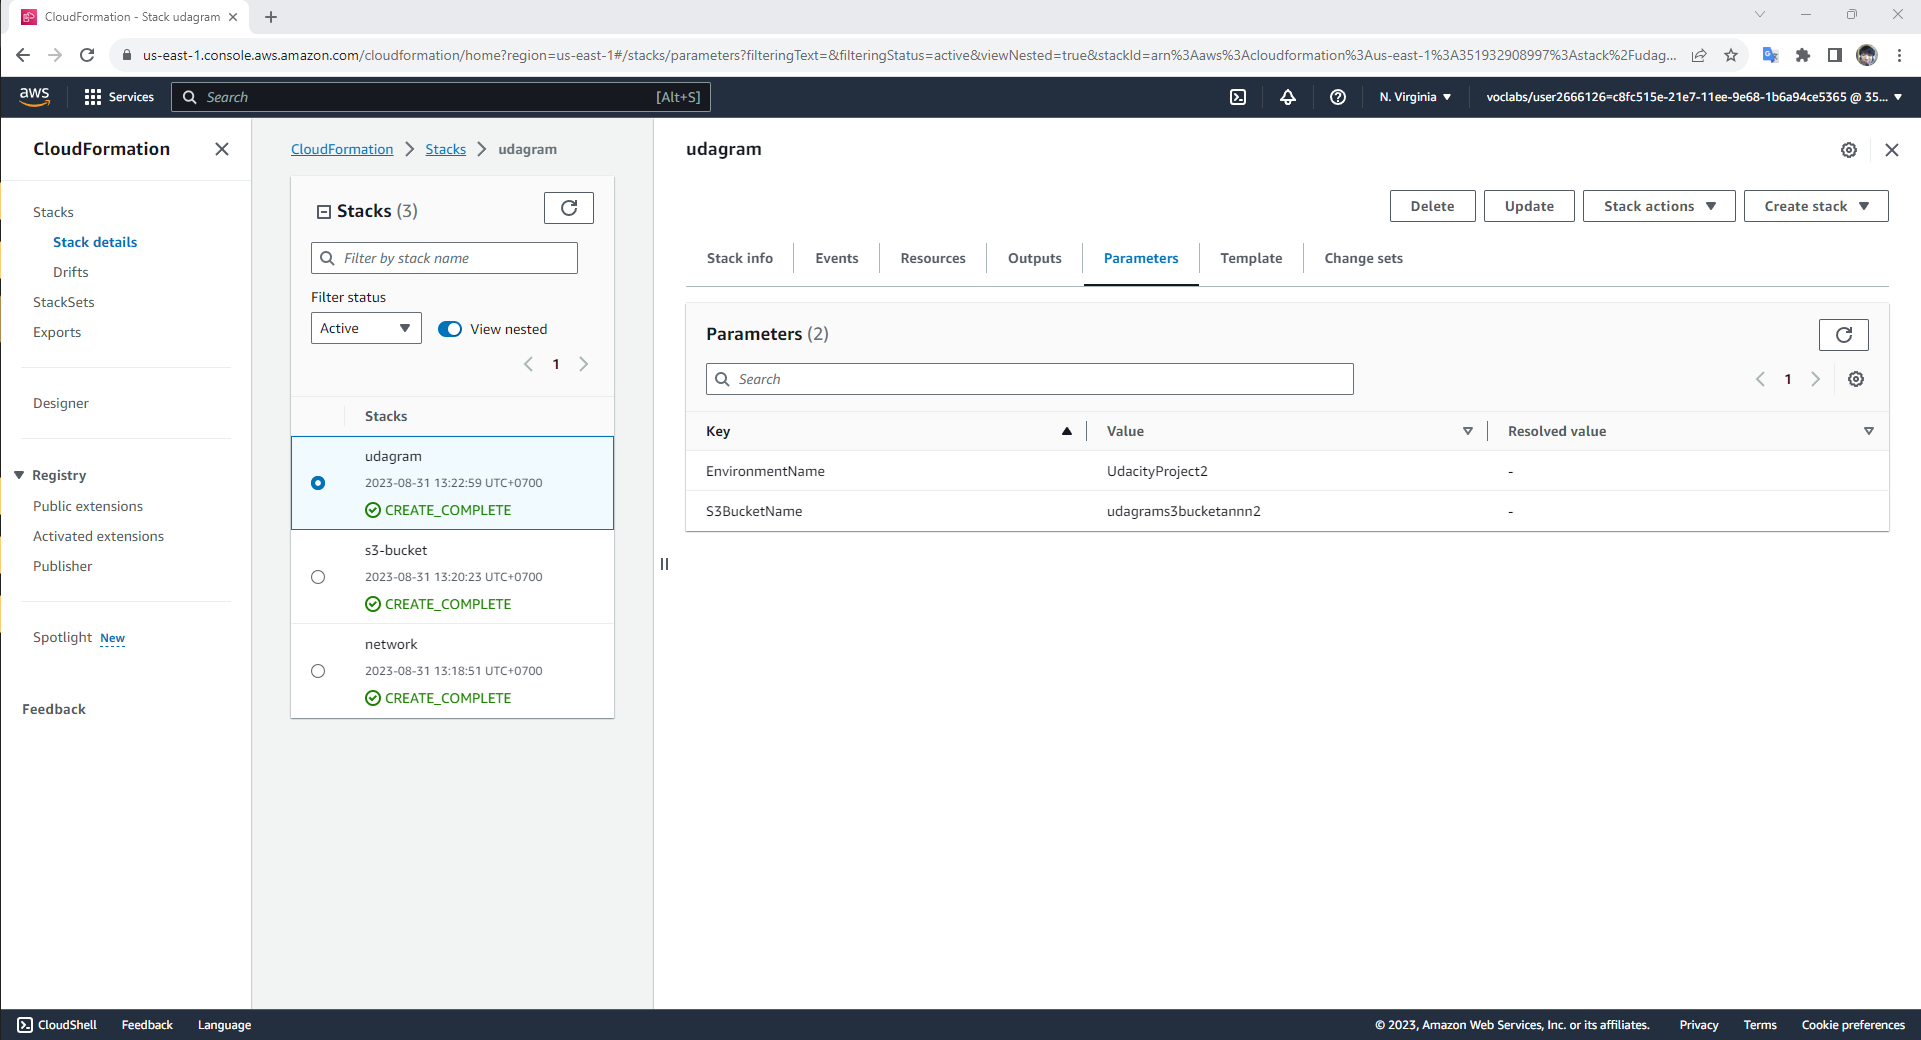 CloudFormation - Stack udagram
us-east-1.console.aws.amazon.com/cloudformation/home?region=us-east-1#/stacks/parameters?filteringText=&filteringStatus=active&viewNested=true&stackId=arn%3Aaws%3Acloudformation%3Aus-east-1%3A351932908997%3Astack%2Fudag...
aws
Services
Search
[Alt+S]
N. Virginia
voclabs/user2666126=c8fc515e-21e7-11ee-9e68-1b6a94ce5365 @ 35...
CloudFormation
Stacks
Stack details
Drifts
StackSets
Exports
Designer
Registry
Public extensions
Activated extensions
Publisher
Spotlight New
Feedback
CloudFormation
Stacks
udagram
Stacks (3)
Filter by stack name
Filter status
Active
View nested
1
Stacks
udagram
2023-08-31 13:22:59 UTC+0700
CREATE_COMPLETE
s3-bucket
2023-08-31 13:20:23 UTC+0700
CREATE_COMPLETE
network
2023-08-31 13:18:51 UTC+0700
CREATE_COMPLETE
udagram
Delete
Update
Stack actions
Create stack
Stack info
Events
Resources
Outputs
Parameters
Template
Change sets
Parameters (2)
Search
1
Key
Value
Resolved value
EnvironmentName
UdacityProject2
-
S3BucketName
udagrams3bucketannn2
-
CloudShell
Feedback
Language
© 2023, Amazon Web Services, Inc. or its affiliates.
Privacy
Terms
Cookie preferences